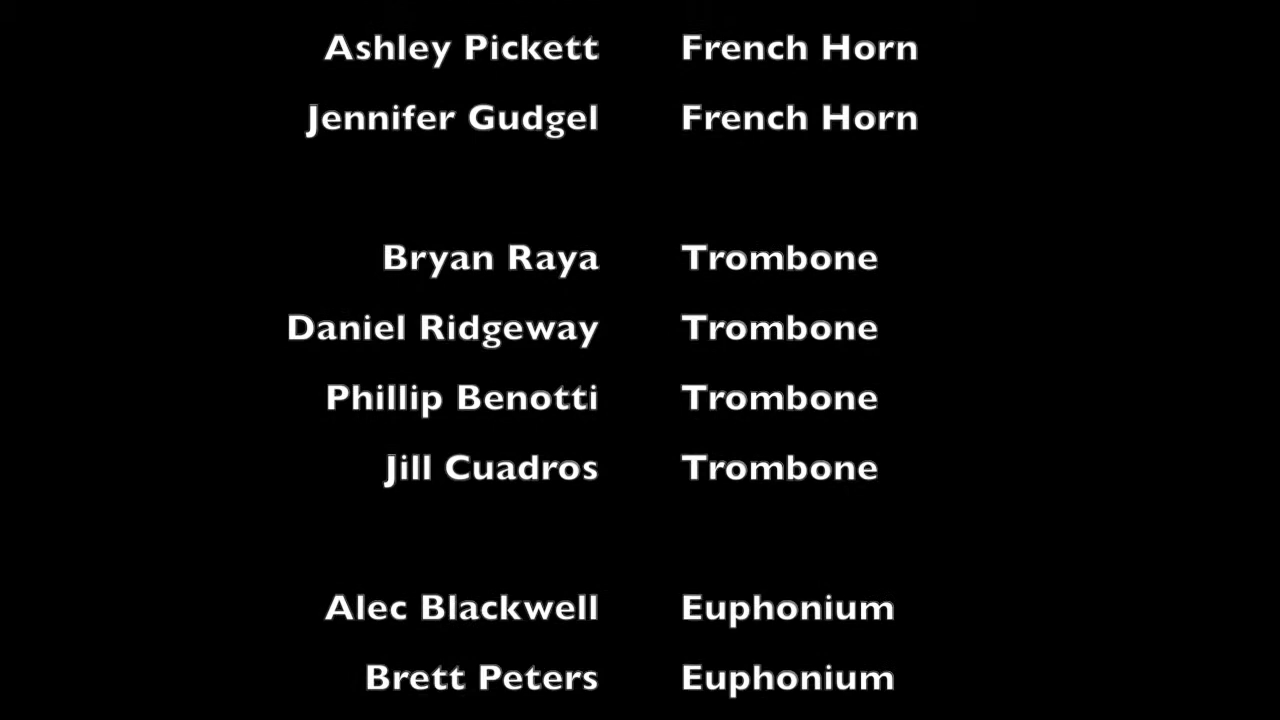 Ashley Pickett French Horn
Jennifer Gudgel French Horn
Bryan Raya Trombone
Daniel Ridgeway Trombone
Phillip Benotti Trombone
Jill Cuadros Trombone
Alec Blackwell Euphonium
Brett Peters Euphonium